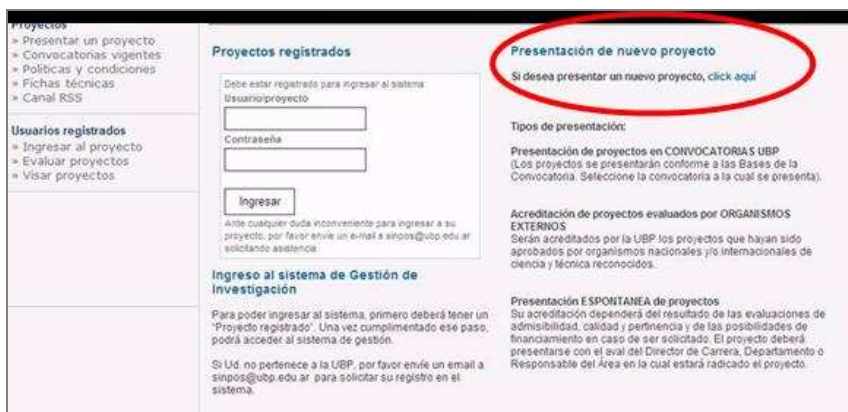 Proyectos
» Presentar un proyecto
» Convocatorias vigentes
» Políticas y condiciones
» Fichas técnicas
» Canal RSS
Usuarios registrados
» Ingresar al proyecto
» Evaluar proyectos
» Visar proyectos
Proyectos registrados
Debe estar registrado para ingresar al sistema
Usuario/proyecto
Contraseña
Ingresar
Ante cualquier duda inconveniente para ingresar a su
proyecto, por favor envíe un e-mail a sinpos@ubp.edu.ar
solicitando asistencia.
Ingreso al sistema de Gestión de
Investigación
Para poder ingresar al sistema, primero deberá tener un
"Proyecto registrado". Una vez cumplimentado ese paso,
podrá acceder al sistema de gestión.
Si Ud. no pertenece a la UBP, por favor envíe un email a
sinpos@ubp.edu.ar para solicitar su registro en el
sistema.
Presentación de nuevo proyecto
Si desea presentar un nuevo proyecto, click aquí
Tipos de presentación:
Presentación de proyectos en CONVOCATORIAS UBP
(Los proyectos se presentarán conforme a las Bases de la
Convocatoria. Seleccione la convocatoria a la cual se presenta).
Acreditación de proyectos evaluados por ORGANISMOS
EXTERNOS
Serán acreditados por la UBP los proyectos que hayan sido
aprobados por organismos nacionales y/o internacionales de
ciencia y técnica reconocidos.
Presentación ESPONTANEA de proyectos
Su acreditación dependerá del resultado de las evaluaciones de
admisibilidad, calidad y pertinencia y de las posibilidades de
financiamiento en caso de ser solicitado. El proyecto deberá
presentarse con el aval del Director de Carrera, Departamento o
Responsable del Área en la cual estará radicado el proyecto.